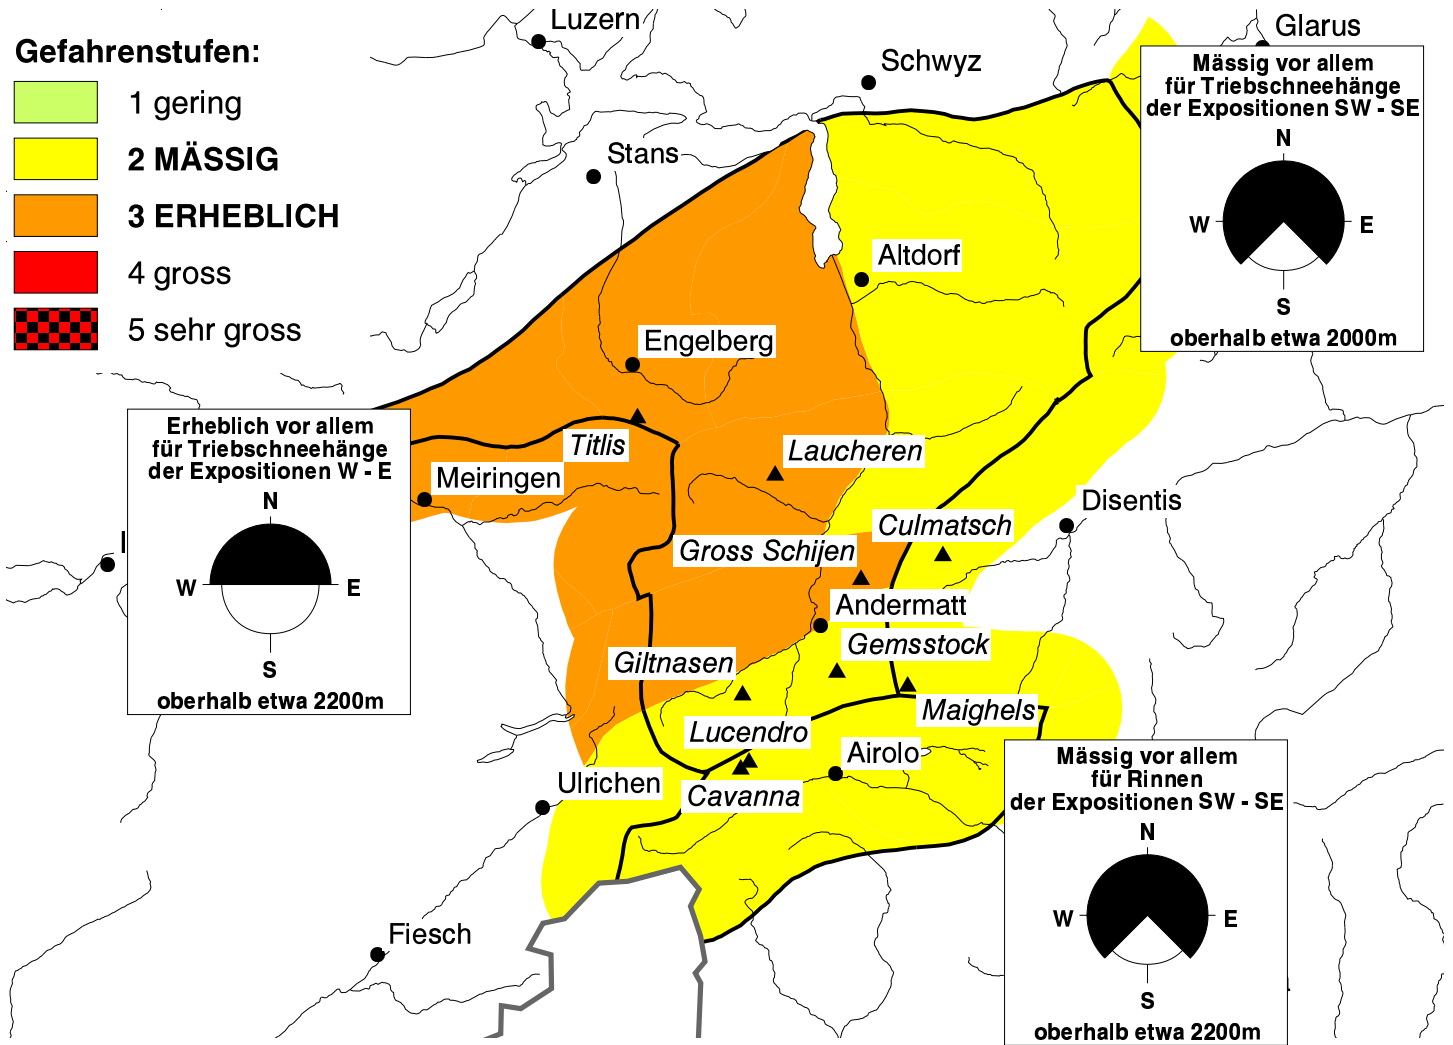 Gefahrenstufen:
1 gering
2 MÄSSIG
3 ERHEBLICH
4 gross
5 sehr gross
Luzern
Schwyz
Glarus
Stans
Mässig vor allem
für Triebschneehänge
der Expositionen SW - SE
N
W
E
S
oberhalb etwa 2000m
Altdorf
Engelberg
Erheblich vor allem
für Triebschneehänge
der Expositionen W - E
N
W
E
S
oberhalb etwa 2200m
Titlis
Laucheren
Meiringen
Disentis
Culmatsch
Gross Schijen
Andermatt
Gemsstock
Giltnasen
Maighels
Lucendro
Airolo
Ulrichen
Cavanna
Mässig vor allem
für Rinnen
der Expositionen SW - SE
N
W
E
S
oberhalb etwa 2200m
Fiesch